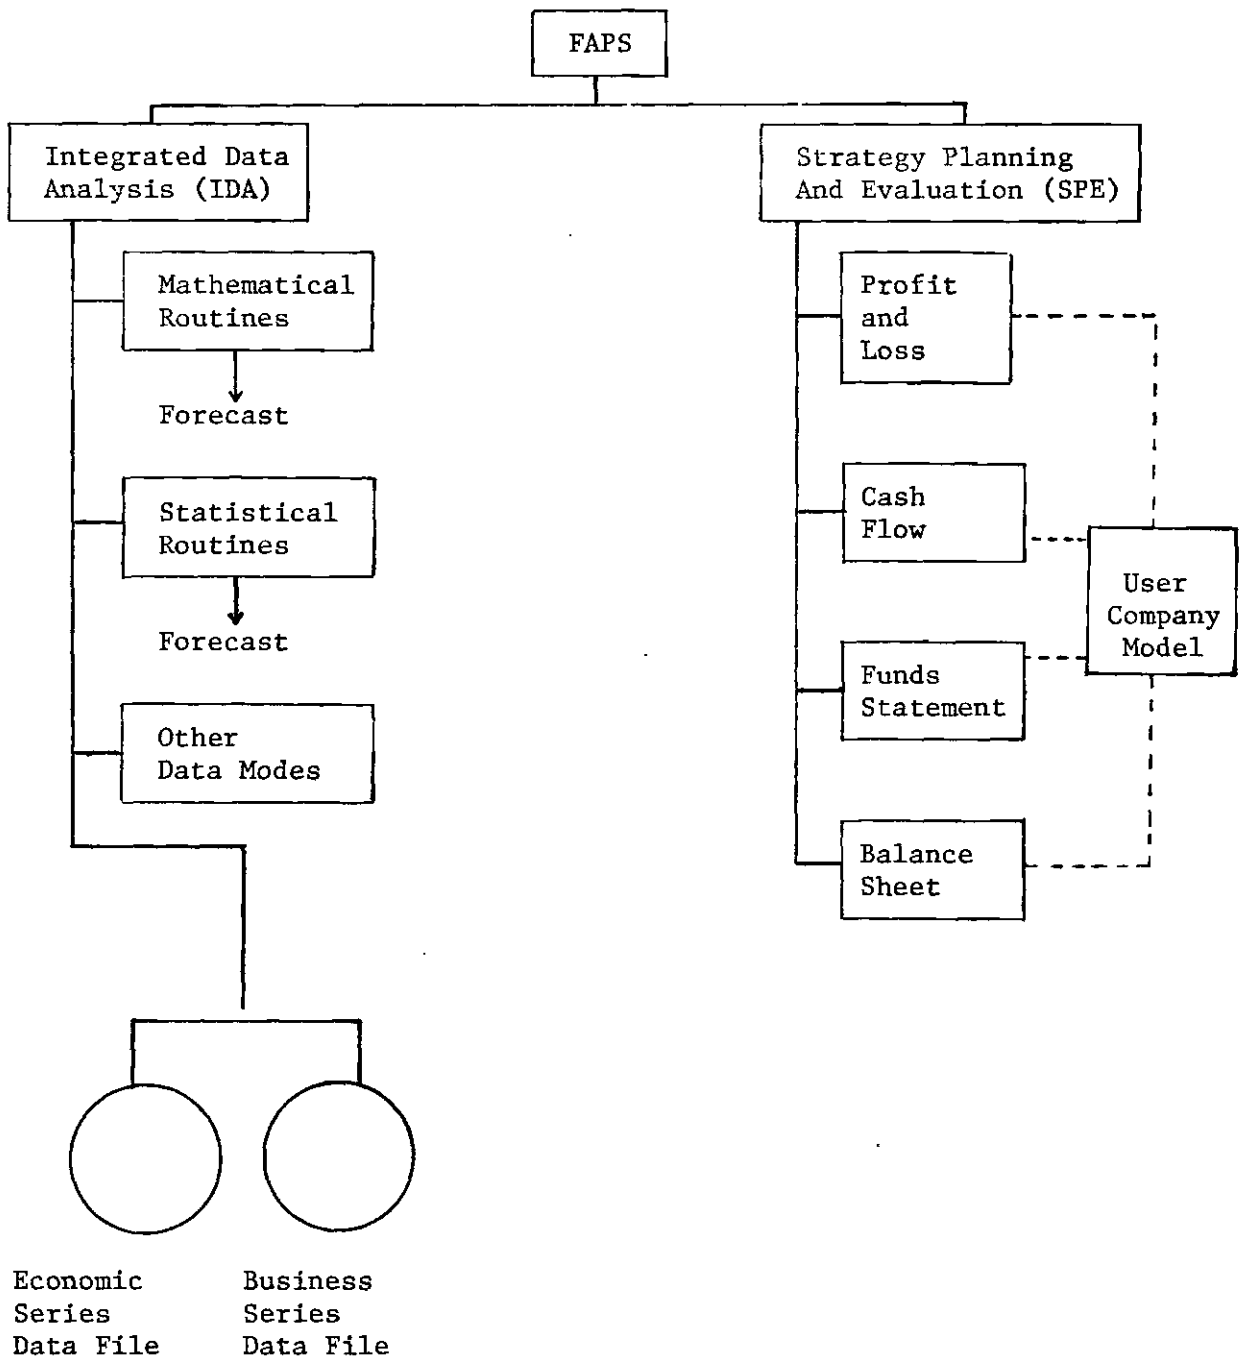 FAPS
Integrated Data
Analysis (IDA)
Mathematical
Routines
Forecast
Statistical
Routines
Forecast
Other
Data Modes
Economic
Series
Data File
Business
Series
Data File
Strategy Planning
And Evaluation (SPE)
Profit
and
Loss
Cash
Flow
Funds
Statement
Balance
Sheet
User
Company
Model